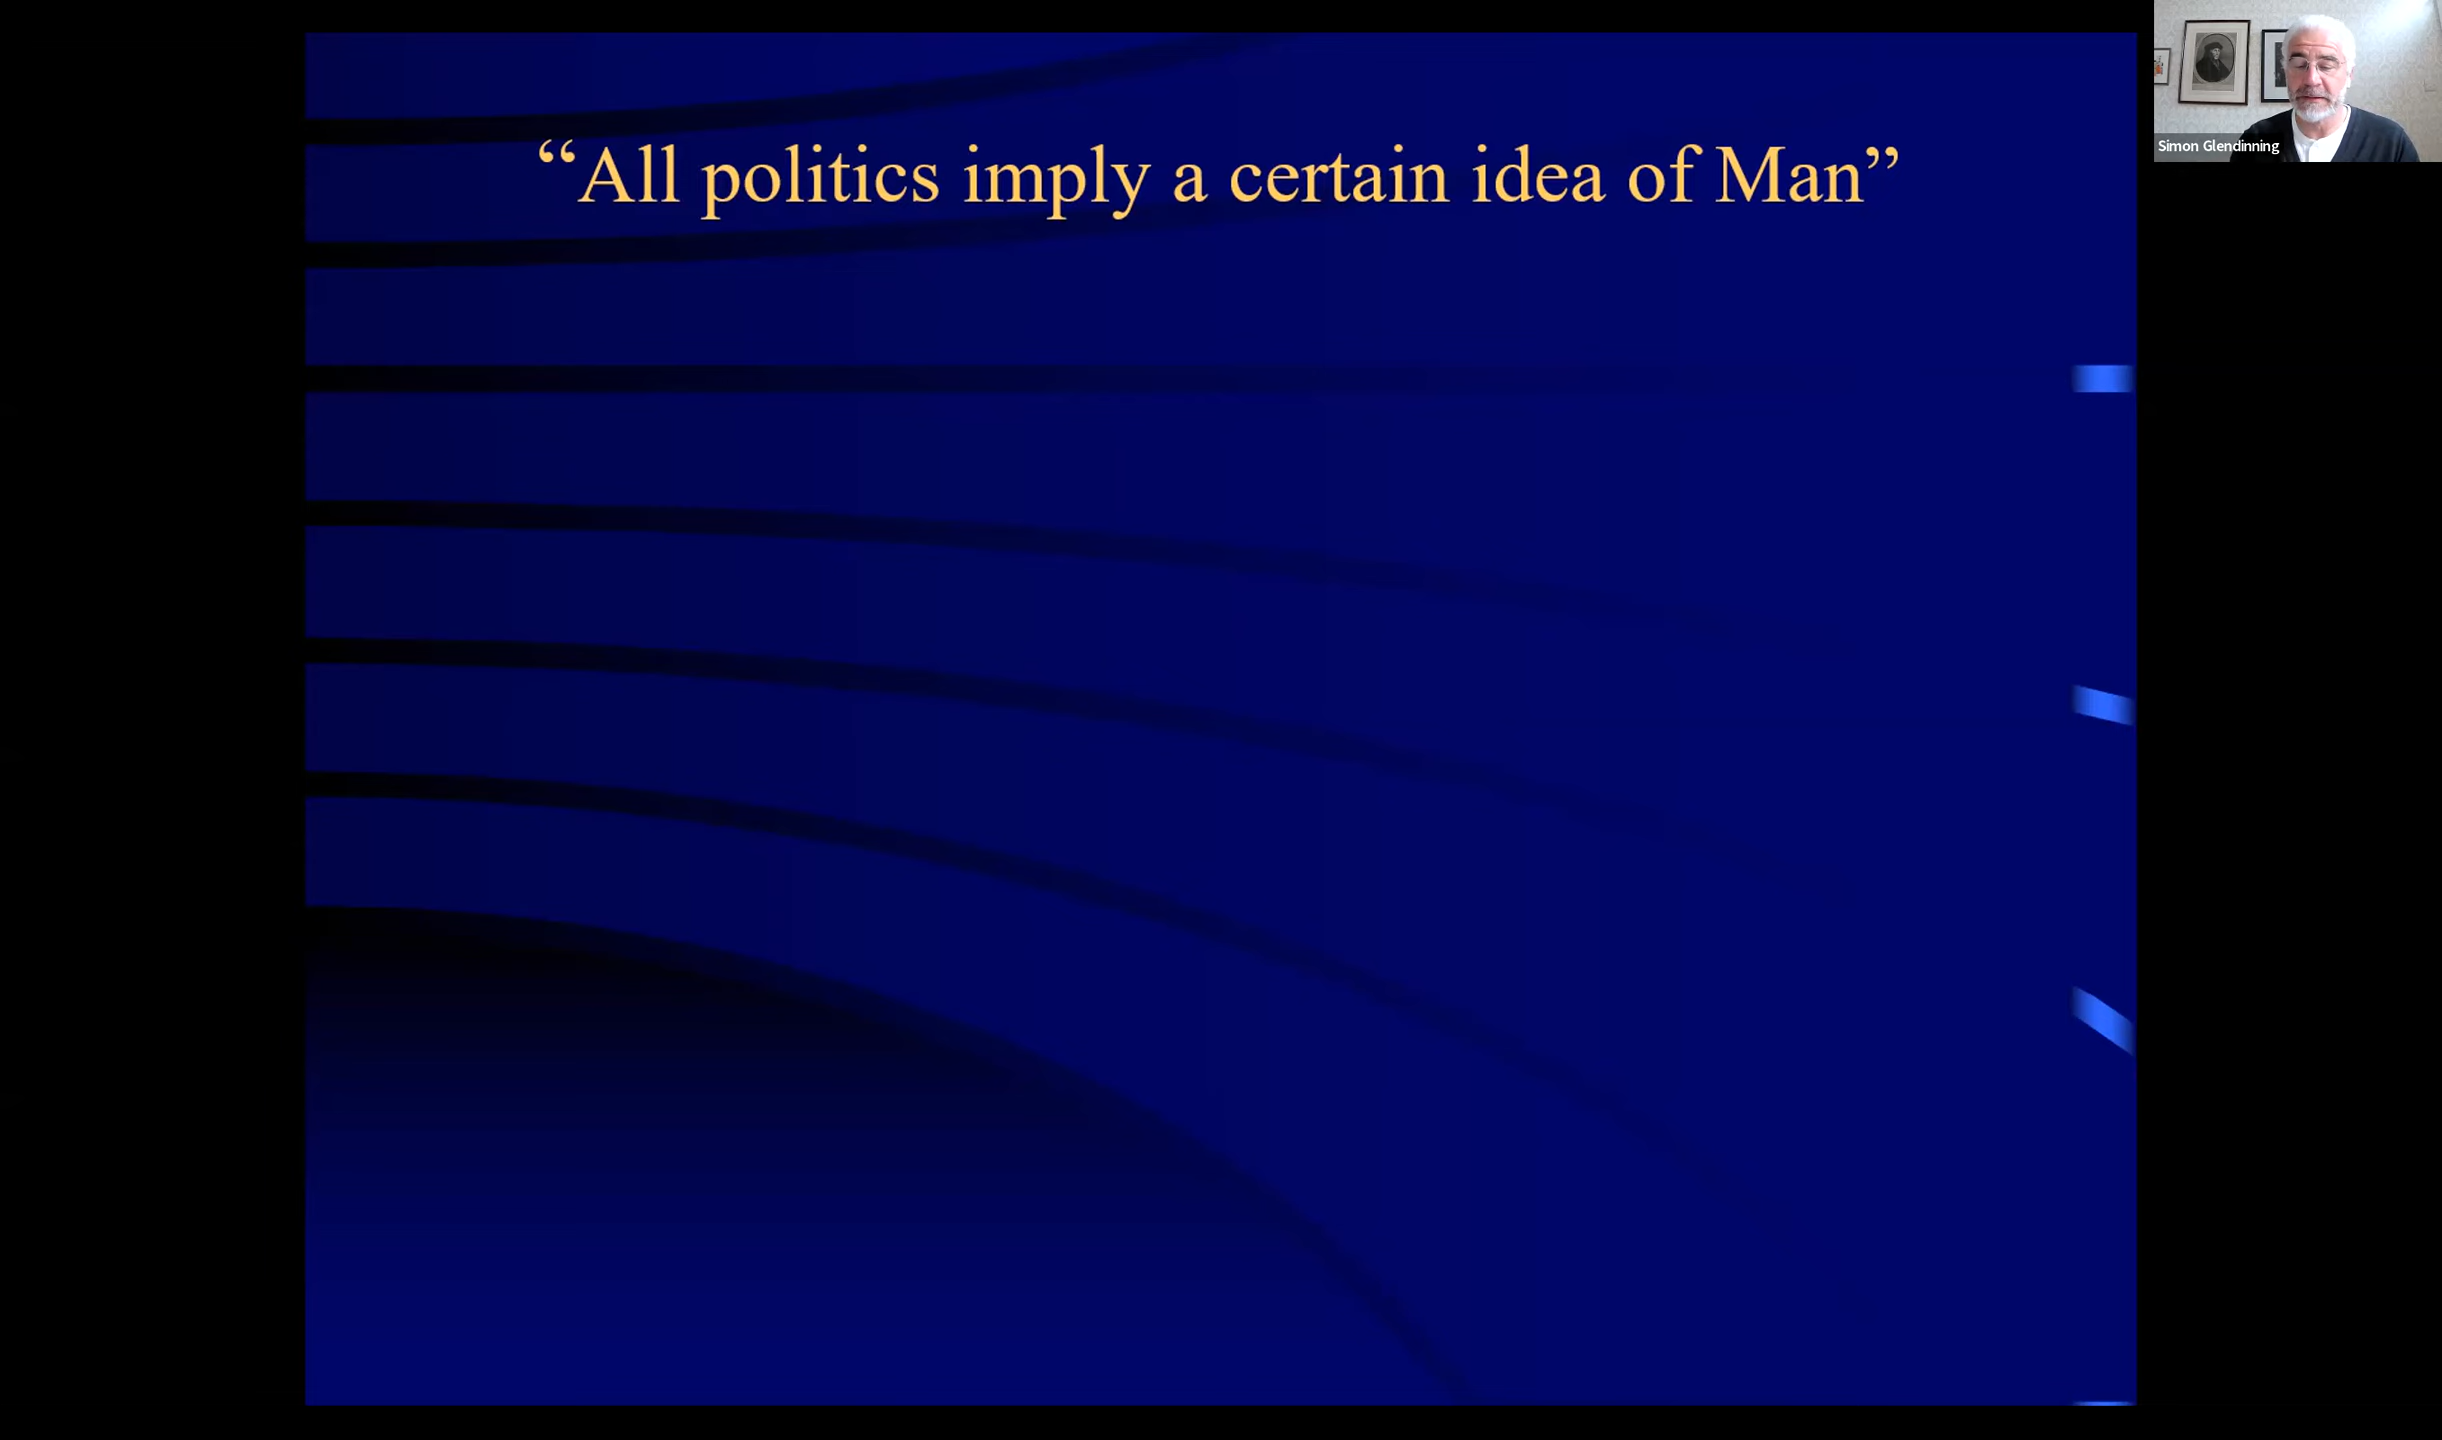 “All politics imply a certain idea of Man”
Simon Glendinning